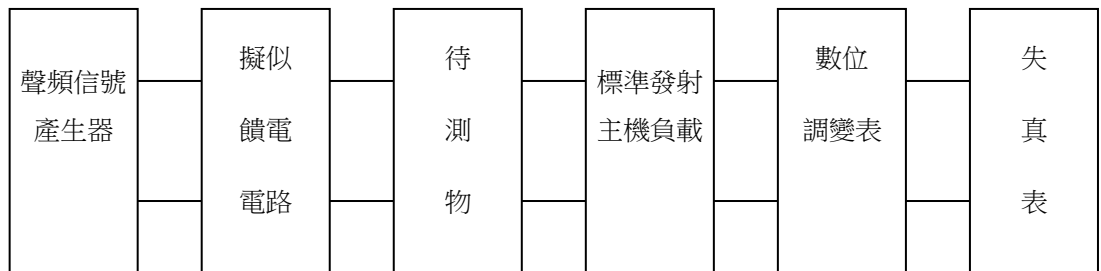 聲頻信號
產生器
擬似
饋電
電路
待
測
物
標準發射
主機負載
數位
調變表
失
真
表